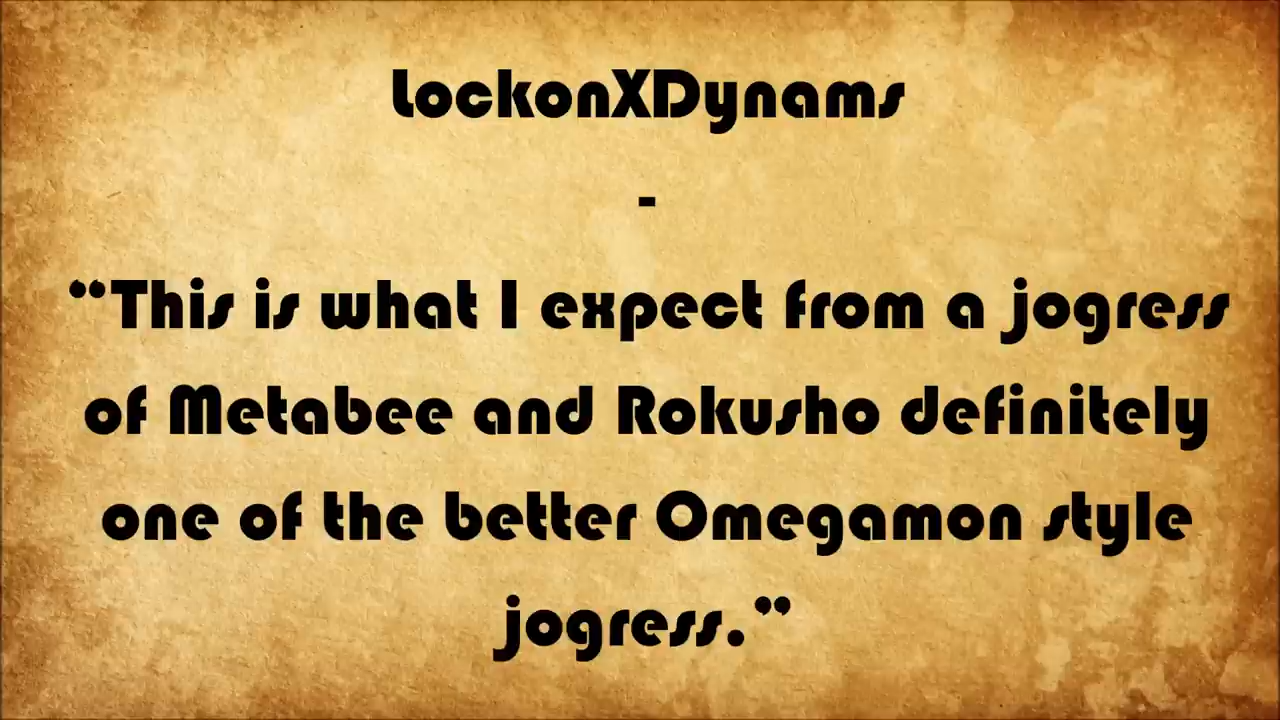 LockonXDynams
-
“This is what I expect from a jogress
of Metabee and Rokusho definitely
one of the better Omegamon style
jogress.”